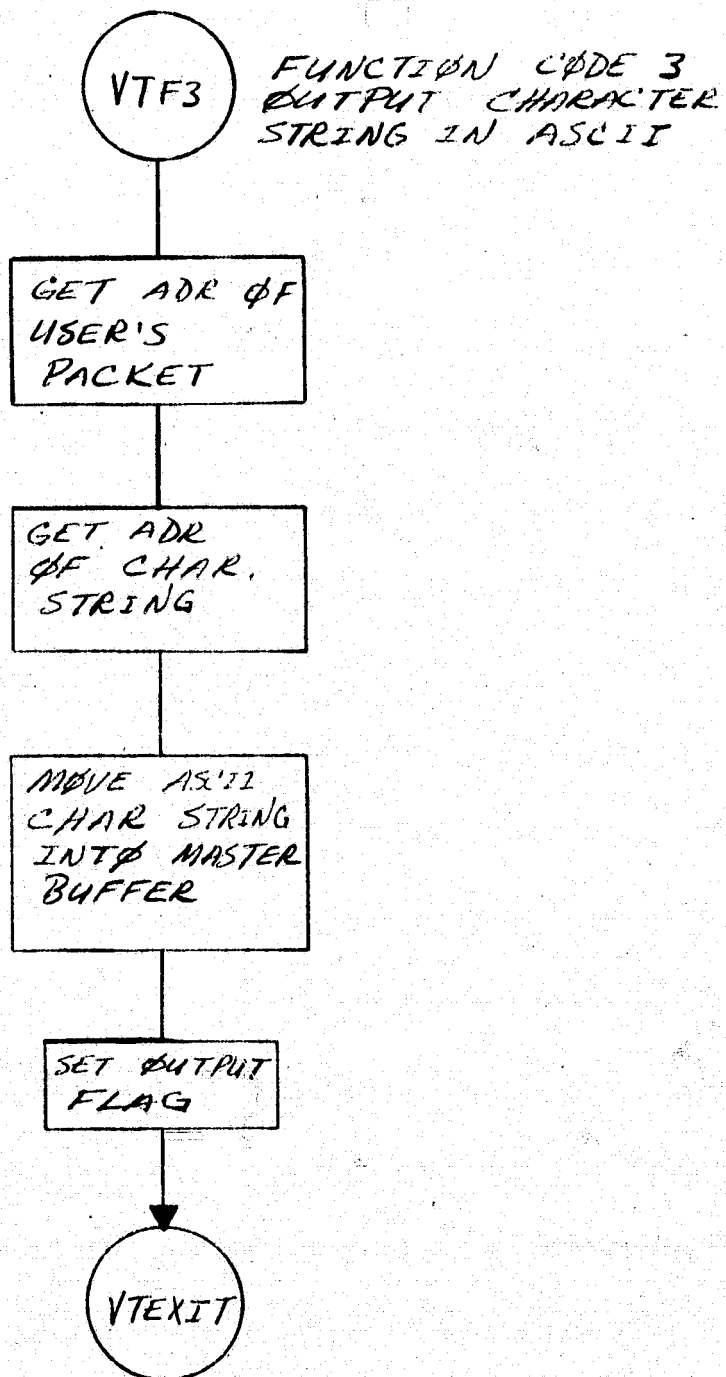 VTF3
FUNCTIØN CØDE 3
ØUTPUT CHARACTER
STRING IN ASCII
GET ADR ØF
USER'S
PACKET
GET ADR
ØF CHAR.
STRING
MØVE ASCII
CHAR STRING
INTØ MASTER
BUFFER
SET ØUTPUT
FLAG
VTEXIT